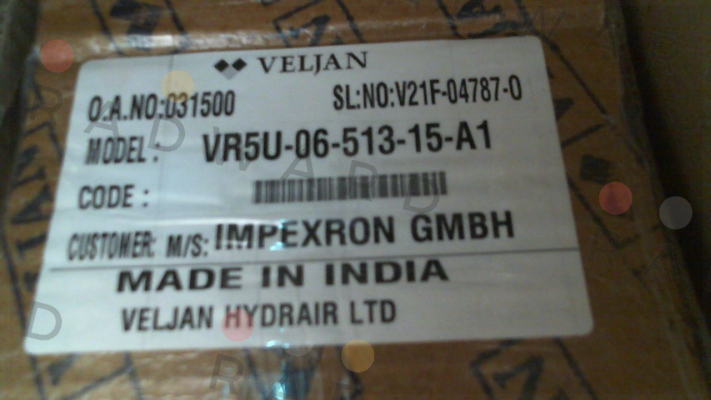 VELJAN
O.A.NO:031500 SL:NO:V21F-04787-0
MODEL: VR5U-06-513-15-A1
CODE :
CUSTOMER: M/S: IMPEXRON GMBH
MADE IN INDIA
VELJAN HYDRAIR LTD